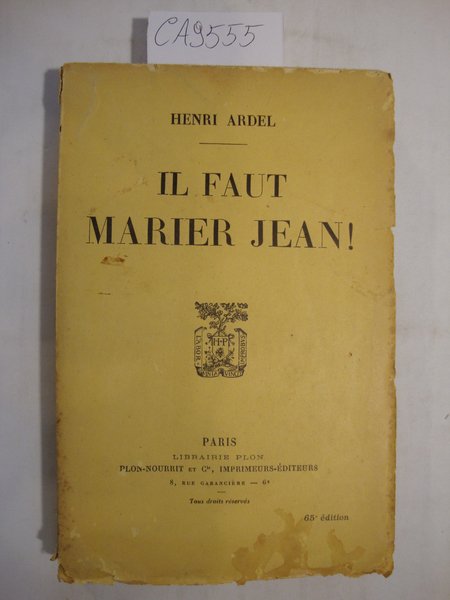 CA9555
HENRI ARDEL
IL FAUT
MARIER JEAN!
LABOR
H·P
PARIS
LIBRAIRIE PLON
PLON-NOURRIT ET Cie, IMPRIMEURS-ÉDITEURS
8, RUE GARANCIÈRE — 6e
Tous droits réservés
65e édition